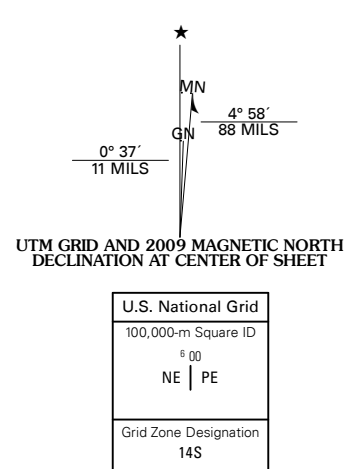 ★
MN
4° 58´
88 MILS
GN
0° 37´
11 MILS
UTM GRID AND 2009 MAGNETIC NORTH
DECLINATION AT CENTER OF SHEET
U.S. National Grid
100,000-m Square ID
6 00
NE | PE
Grid Zone Designation
14S